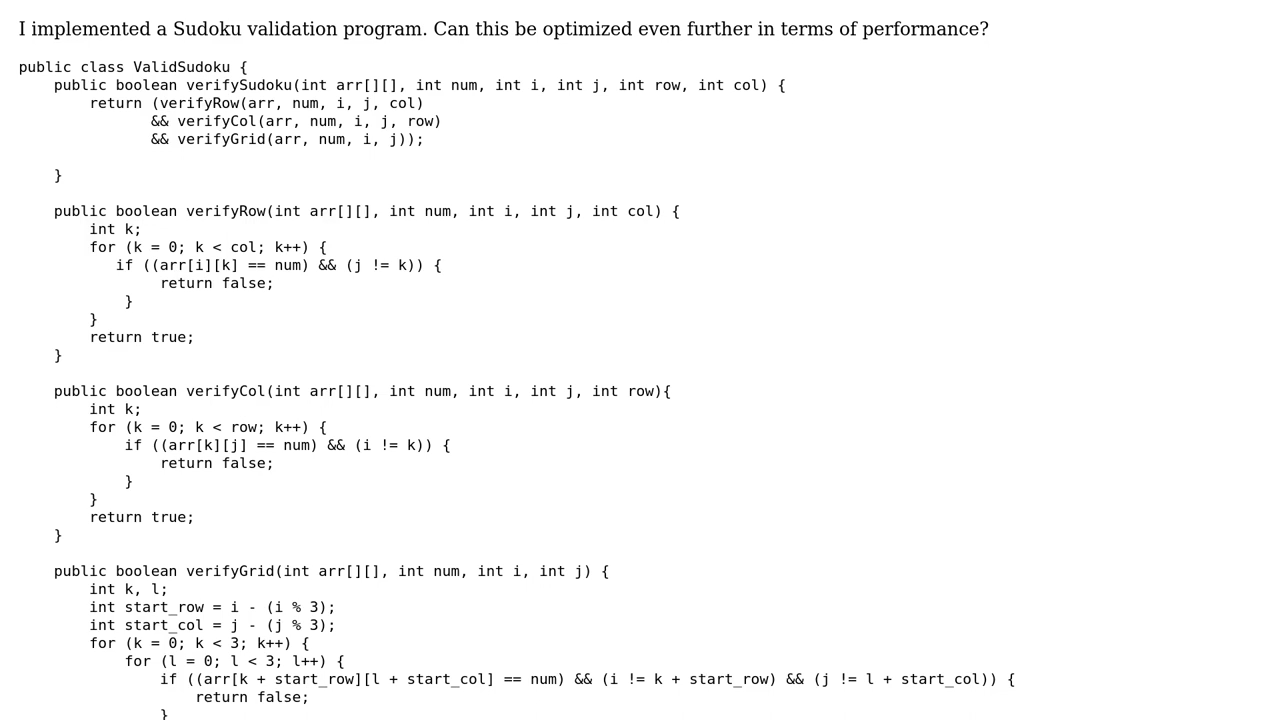 I implemented a Sudoku validation program. Can this be optimized even further in terms of performance?
public class ValidSudoku {
    public boolean verifySudoku(int arr[][], int num, int i, int j, int row, int col) {
        return (verifyRow(arr, num, i, j, col)
               && verifyCol(arr, num, i, j, row)
               && verifyGrid(arr, num, i, j));
    }
    public boolean verifyRow(int arr[][], int num, int i, int j, int col) {
        int k;
        for (k = 0; k < col; k++) {
           if ((arr[i][k] == num) && (j != k)) {
                return false;
            }
        }
        return true;
    }
    public boolean verifyCol(int arr[][], int num, int i, int j, int row){
        int k;
        for (k = 0; k < row; k++) {
            if ((arr[k][j] == num) && (i != k)) {
                return false;
            }
        }
        return true;
    }
    public boolean verifyGrid(int arr[][], int num, int i, int j) {
        int k, l;
        int start_row = i - (i % 3);
        int start_col = j - (j % 3);
        for (k = 0; k < 3; k++) {
            for (l = 0; l < 3; l++) {
                if ((arr[k + start_row][l + start_col] == num) && (i != k + start_row) && (j != l + start_col)) {
                    return false;
                }